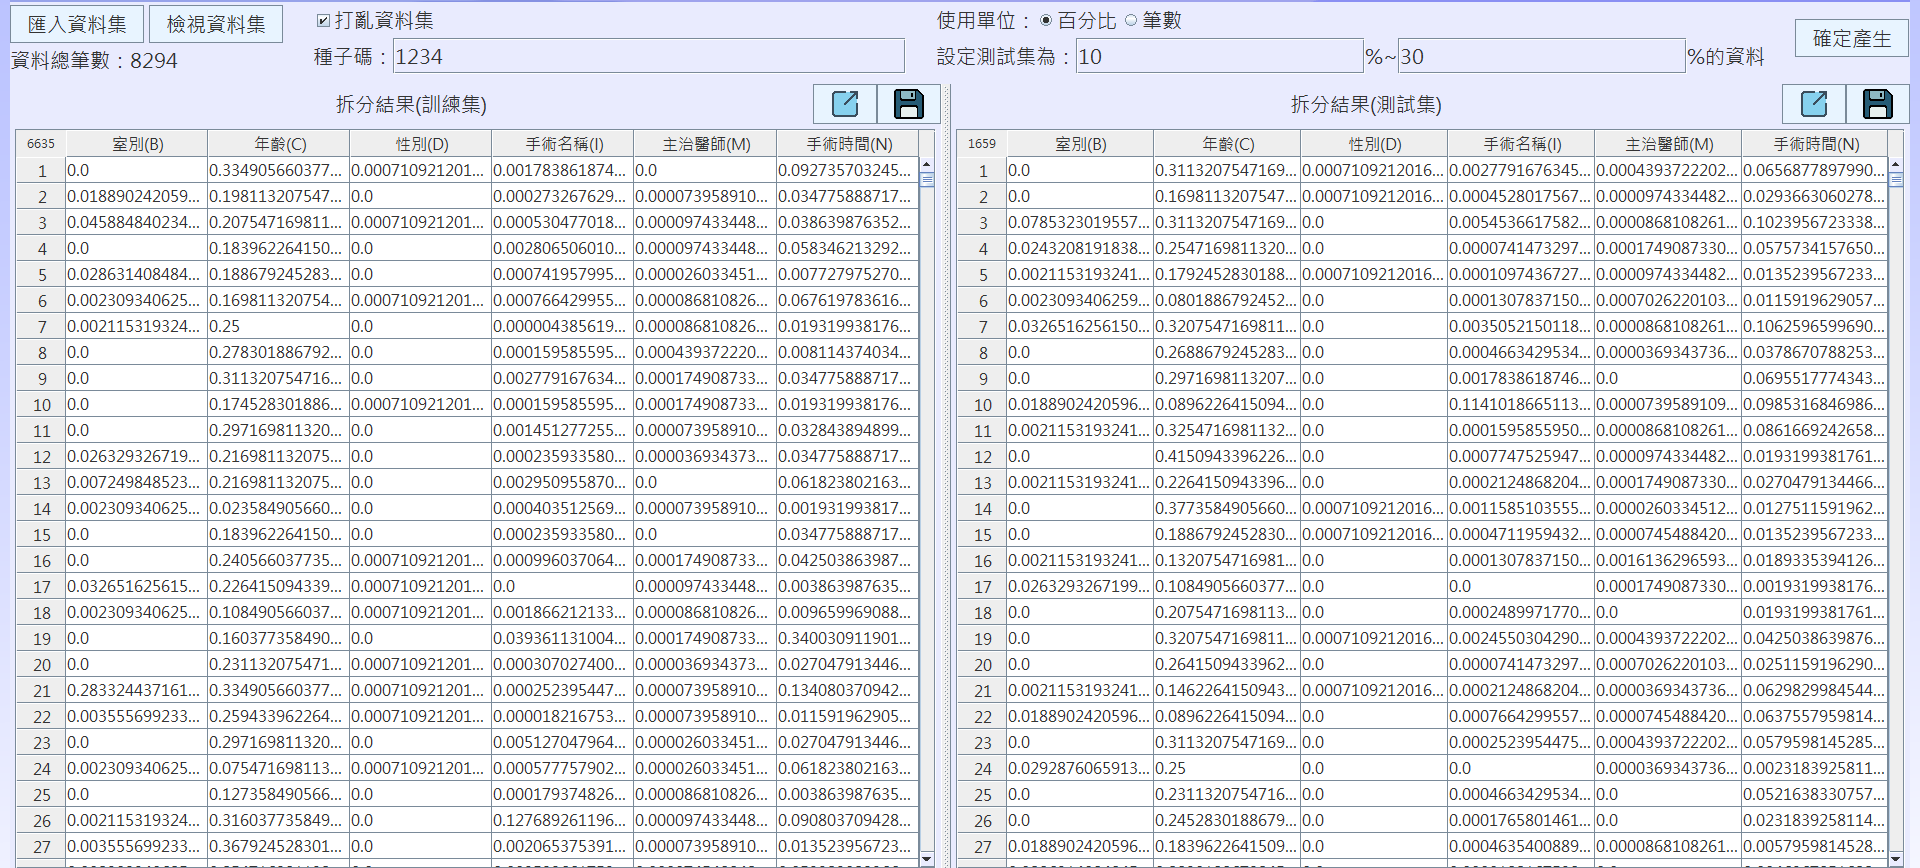 匯入資料集 檢視資料集 打亂資料集 使用單位：百分比 筆數
資料總筆數：8294 種子碼：1234 設定測試集為：10 %~30 %的資料 確定產生
拆分結果(訓練集) 拆分結果(測試集)
6635 室別(B) 年齡(C) 性別(D) 手術名稱(I) 主治醫師(M) 手術時間(N)
1 0.0 0.334905660377... 0.000710921201... 0.001783861874... 0.0 0.092735703245...
2 0.018890242059... 0.198113207547... 0.0 0.000273267629... 0.000073958910... 0.034775888717...
3 0.045884840234... 0.207547169811... 0.000710921201... 0.000530477018... 0.000097433448... 0.038639876352...
4 0.0 0.183962264150... 0.0 0.002806506010... 0.000097433448... 0.058346213292...
5 0.028631408484... 0.188679245283... 0.0 0.000741957995... 0.000026033451... 0.007727975270...
6 0.002309340625... 0.169811320754... 0.000710921201... 0.000766429955... 0.000086810826... 0.067619783616...
7 0.002115319324... 0.25 0.0 0.000004385619... 0.000086810826... 0.019319938176...
8 0.0 0.278301886792... 0.0 0.000159585595... 0.000439372220... 0.008114374034...
9 0.0 0.311320754716... 0.0 0.002779167634... 0.000174908733... 0.034775888717...
10 0.0 0.174528301886... 0.000710921201... 0.000159585595... 0.000174908733... 0.019319938176...
11 0.0 0.297169811320... 0.0 0.001451277255... 0.000073958910... 0.032843894899...
12 0.026329326719... 0.216981132075... 0.0 0.000235933580... 0.000036934373... 0.034775888717...
13 0.007249848523... 0.216981132075... 0.0 0.002950955870... 0.0 0.061823802163...
14 0.002309340625... 0.023584905660... 0.0 0.000403512569... 0.000073958910... 0.001931993817...
15 0.0 0.183962264150... 0.0 0.000235933580... 0.0 0.034775888717...
16 0.0 0.240566037735... 0.000710921201... 0.000996037064... 0.000174908733... 0.042503863987...
17 0.032651625615... 0.226415094339... 0.000710921201... 0.0 0.000097433448... 0.003863987635...
18 0.002309340625... 0.108490566037... 0.000710921201... 0.001866212133... 0.000086810826... 0.009659969088...
19 0.0 0.160377358490... 0.0 0.039361131004... 0.000174908733... 0.340030911901...
20 0.0 0.231132075471... 0.000710921201... 0.000307027400... 0.000036934373... 0.027047913446...
21 0.283324437161... 0.334905660377... 0.000710921201... 0.000252395447... 0.000073958910... 0.134080370942...
22 0.003555699233... 0.259433962264... 0.000710921201... 0.000018216753... 0.000073958910... 0.011591962905...
23 0.0 0.297169811320... 0.0 0.005127047964... 0.000026033451... 0.027047913446...
24 0.002309340625... 0.075471698113... 0.000710921201... 0.000577757902... 0.000026033451... 0.061823802163...
25 0.0 0.127358490566... 0.0 0.000179374826... 0.000086810826... 0.003863987635...
26 0.002115319324... 0.316037735849... 0.0 0.127689261196... 0.000097433448... 0.090803709428...
27 0.003555699233... 0.367924528301... 0.0 0.002065375391... 0.000073958910... 0.013523956723...
1659 室別(B) 年齡(C) 性別(D) 手術名稱(I) 主治醫師(M) 手術時間(N)
1 0.0 0.3113207547169... 0.0007109212016... 0.0027791676345... 0.0004393722202... 0.0656877897990...
2 0.0 0.1698113207547... 0.0007109212016... 0.0004528017567... 0.0000974334482... 0.0293663060278...
3 0.0785323019557... 0.3113207547169... 0.0 0.0054536617582... 0.0000868108261... 0.1023956723338...
4 0.0243208191838... 0.2547169811320... 0.0 0.0000741473297... 0.0001749087330... 0.0575734157650...
5 0.0021153193241... 0.1792452830188... 0.0007109212016... 0.0001097436727... 0.0000974334482... 0.0135239567233...
6 0.0023093406259... 0.0801886792452... 0.0 0.0001307837150... 0.0007026220103... 0.0115919629057...
7 0.0326516256150... 0.3207547169811... 0.0 0.0035052150118... 0.0000868108261... 0.1062596599690...
8 0.0 0.2688679245283... 0.0 0.0004663429534... 0.0000369343736... 0.0378670788253...
9 0.0 0.2971698113207... 0.0 0.0017838618746... 0.0 0.0695517774343...
10 0.0188902420596... 0.0896226415094... 0.0 0.1141018665113... 0.0000739589109... 0.0985316846986...
11 0.0021153193241... 0.3254716981132... 0.0 0.0001595855950... 0.0000868108261... 0.0861669242658...
12 0.0 0.4150943396226... 0.0 0.0007747525947... 0.0000974334482... 0.0193199381761...
13 0.0021153193241... 0.2264150943396... 0.0 0.0002124868204... 0.0001749087330... 0.0270479134466...
14 0.0 0.3773584905660... 0.0007109212016... 0.0011585103555... 0.0000260334512... 0.0127511591962...
15 0.0 0.1886792452830... 0.0007109212016... 0.0004711959432... 0.0000745488420... 0.0135239567233...
16 0.0021153193241... 0.1320754716981... 0.0 0.0001307837150... 0.0016136296593... 0.0189335394126...
17 0.0263293267199... 0.1084905660377... 0.0 0.0 0.0001749087330... 0.0019319938176...
18 0.0 0.2075471698113... 0.0 0.0002489971770... 0.0 0.0193199381761...
19 0.0 0.3207547169811... 0.0007109212016... 0.0024550304290... 0.0004393722202... 0.0425038639876...
20 0.0 0.2641509433962... 0.0 0.0000741473297... 0.0007026220103... 0.0251159196290...
21 0.0021153193241... 0.1462264150943... 0.0007109212016... 0.0002124868204... 0.0000369343736... 0.0629829984544...
22 0.0188902420596... 0.0896226415094... 0.0 0.0007664299557... 0.0000745488420... 0.0637557959814...
23 0.0 0.3113207547169... 0.0 0.0002523954475... 0.0004393722202... 0.0579598145285...
24 0.0292876065913... 0.25 0.0 0.0 0.0000369343736... 0.0023183925811...
25 0.0 0.2311320754716... 0.0 0.0004663429534... 0.0 0.0521638330757...
26 0.0 0.2452830188679... 0.0 0.0001765801461... 0.0 0.0231839258114...
27 0.0188902420596... 0.1839622641509... 0.0 0.0004635400889... 0.0000868108261... 0.0057959814528...